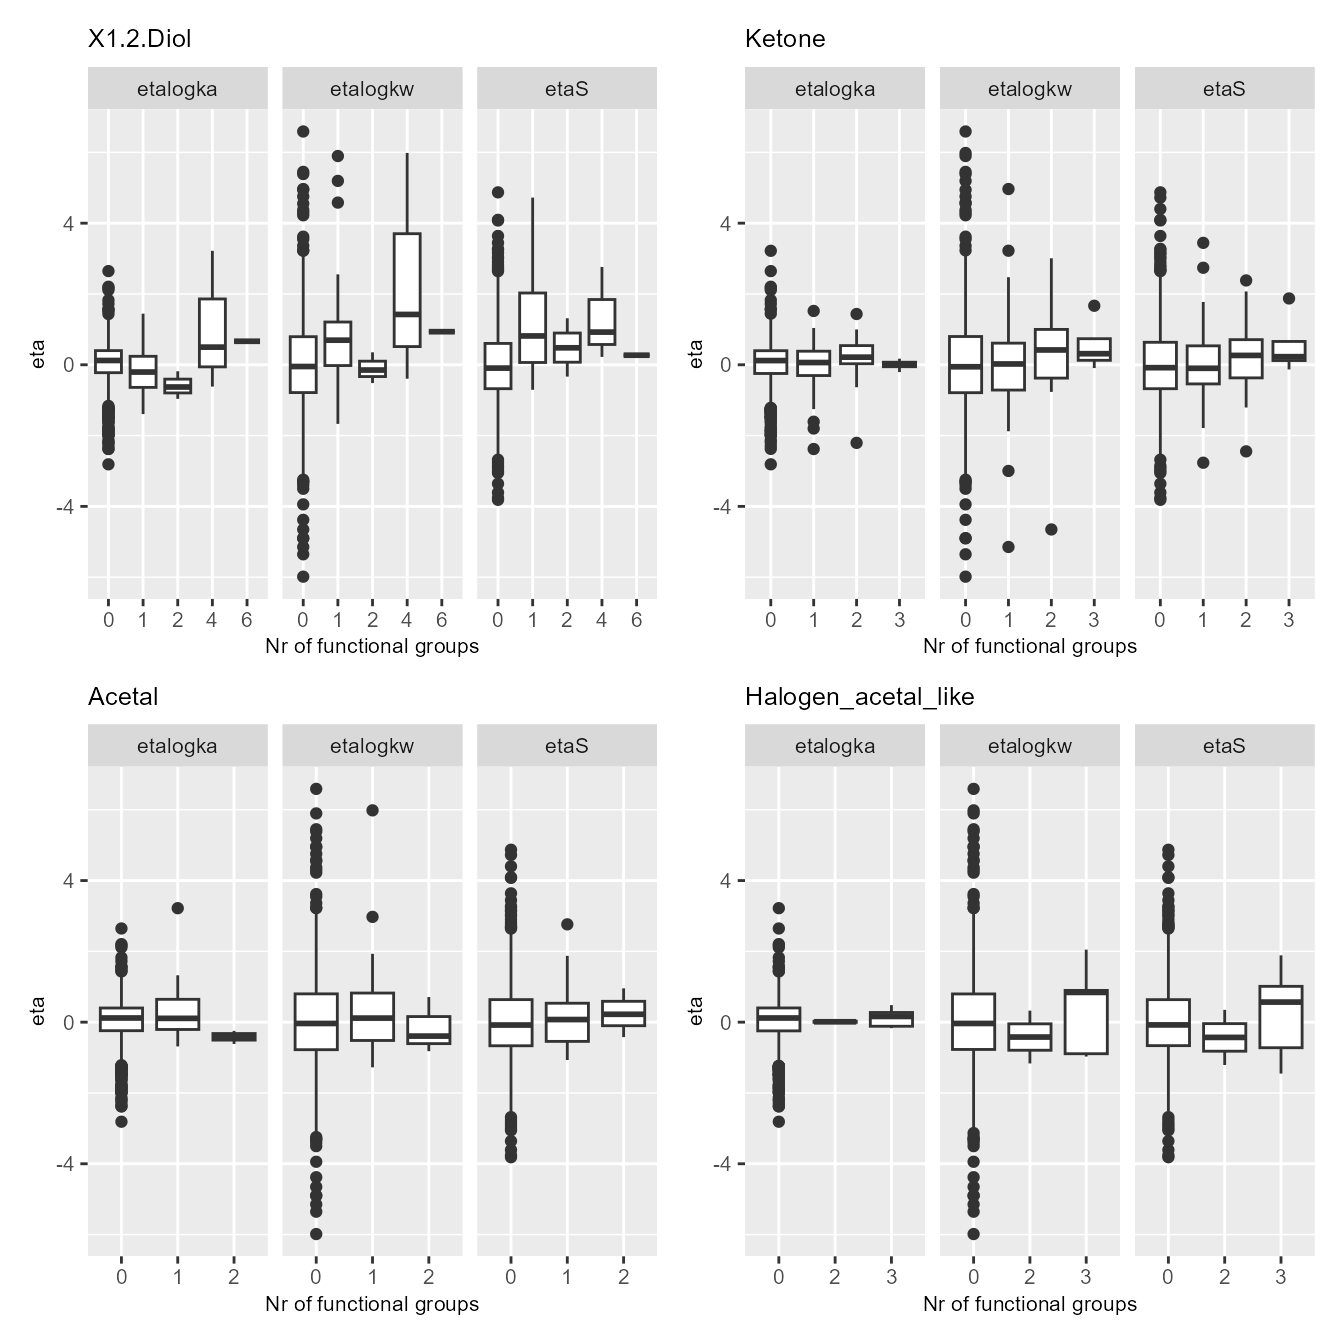 X1.2.Diol
Ketone
etalogka etalogkw etaS
etalogka etalogkw etaS
4
0
-4
eta
0 1 2 4 6 0 1 2 4 6 0 1 2 4 6
Nr of functional groups
4
0
-4
eta
0 1 2 3 0 1 2 3 0 1 2 3
Nr of functional groups
Acetal
Halogen_acetal_like
etalogka etalogkw etaS
etalogka etalogkw etaS
4
0
-4
eta
0 1 2 0 1 2 0 1 2
Nr of functional groups
4
0
-4
eta
0 2 3 0 2 3 0 2 3
Nr of functional groups